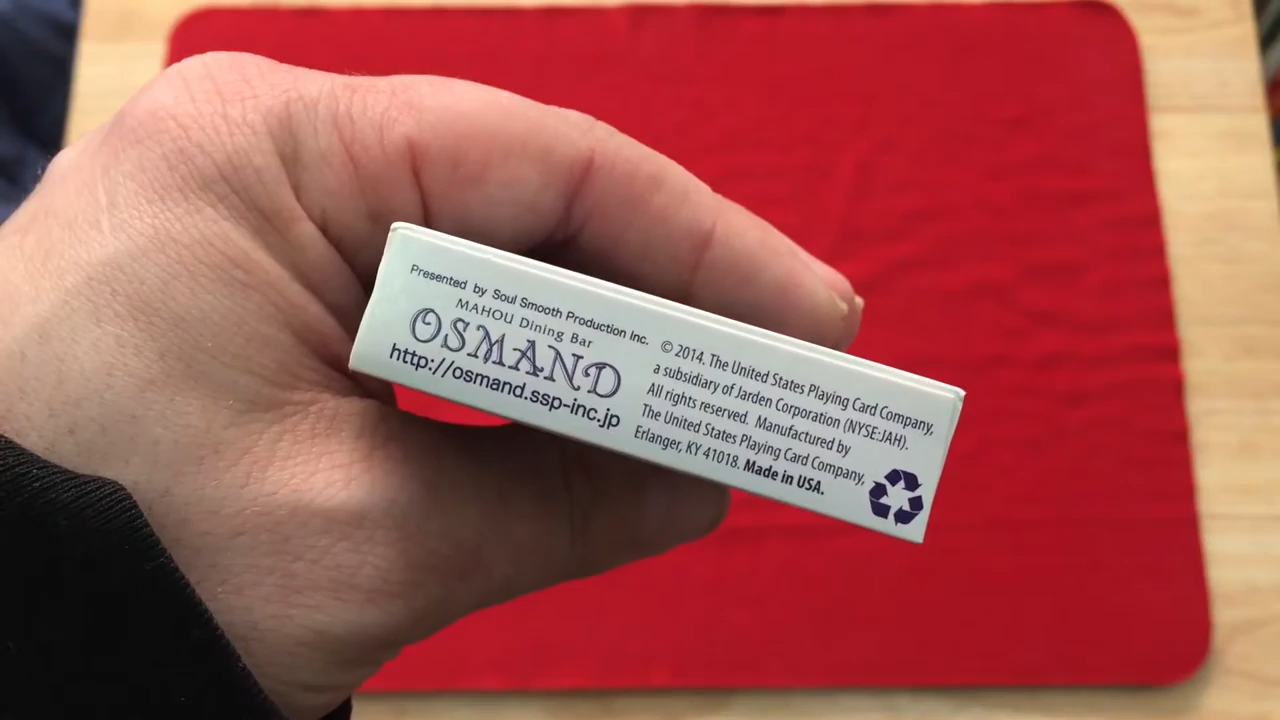 Presented by Soul Smooth Production Inc.
MAHOU Dining Bar
OSMAND
http://osmand.ssp-inc.jp
© 2014. The United States Playing Card Company,
a subsidiary of Jarden Corporation (NYSE:JAH).
All rights reserved. Manufactured by
The United States Playing Card Company,
Erlanger, KY 41018. Made in USA.